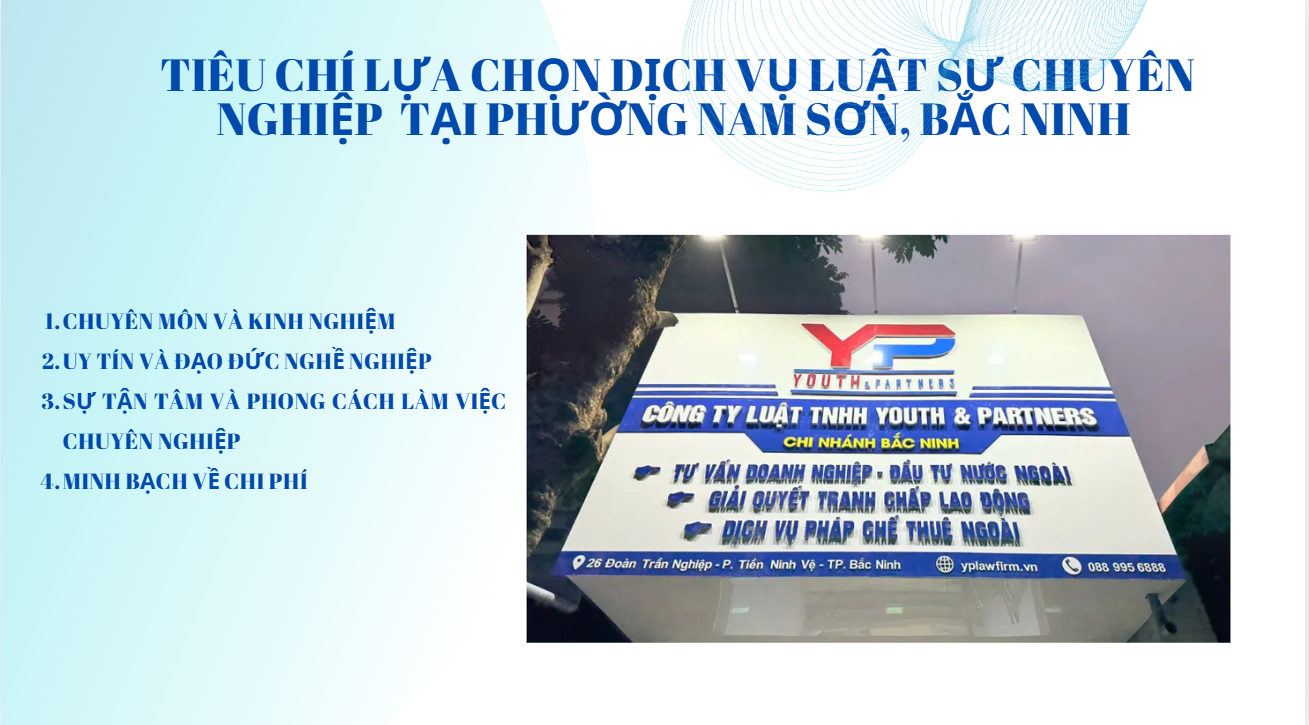 TIÊU CHÍ LỰA CHỌN DỊCH VỤ LUẬT SƯ CHUYÊN
NGHIỆP TẠI PHƯỜNG NAM SƠN, BẮC NINH
1. CHUYÊN MÔN VÀ KINH NGHIỆM
2. UY TÍN VÀ ĐẠO ĐỨC NGHỀ NGHIỆP
3. SỰ TẬN TÂM VÀ PHONG CÁCH LÀM VIỆC
CHUYÊN NGHIỆP
4. MINH BẠCH VỀ CHI PHÍ
YP
YOUTH & PARTNERS
CÔNG TY LUẬT TNHH YOUTH & PARTNERS
CHI NHÁNH BẮC NINH
TƯ VẤN DOANH NGHIỆP - ĐẦU TƯ NƯỚC NGOÀI
GIẢI QUYẾT TRANH CHẤP LAO ĐỘNG
DỊCH VỤ PHÁP CHẾ THUÊ NGOÀI
26 Đoàn Trần Nghiệp - P. Tiền Ninh Vệ - TP. Bắc Ninh yplawfirm.vn 088 995 6888